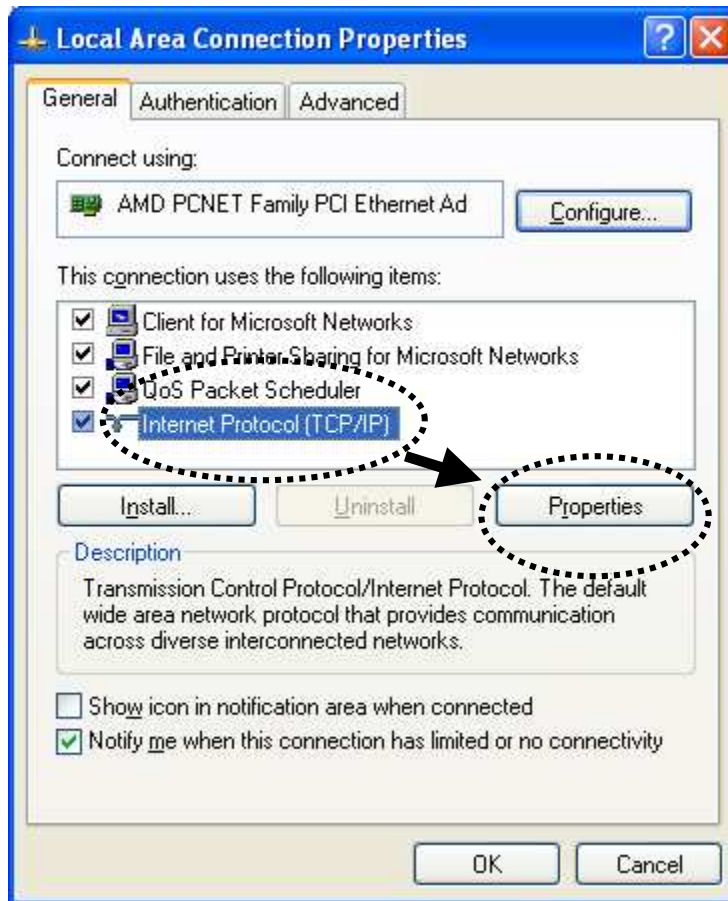 Local Area Connection Properties
General Authentication Advanced
Connect using:
AMD PCNET Family PCI Ethernet Ad
Configure...
This connection uses the following items:
Client for Microsoft Networks
File and Printer Sharing for Microsoft Networks
QoS Packet Scheduler
Internet Protocol (TCP/IP)
Install... Uninstall Properties
Description
Transmission Control Protocol/Internet Protocol. The default
wide area network protocol that provides communication
across diverse interconnected networks.
Show icon in notification area when connected
Notify me when this connection has limited or no connectivity
OK Cancel